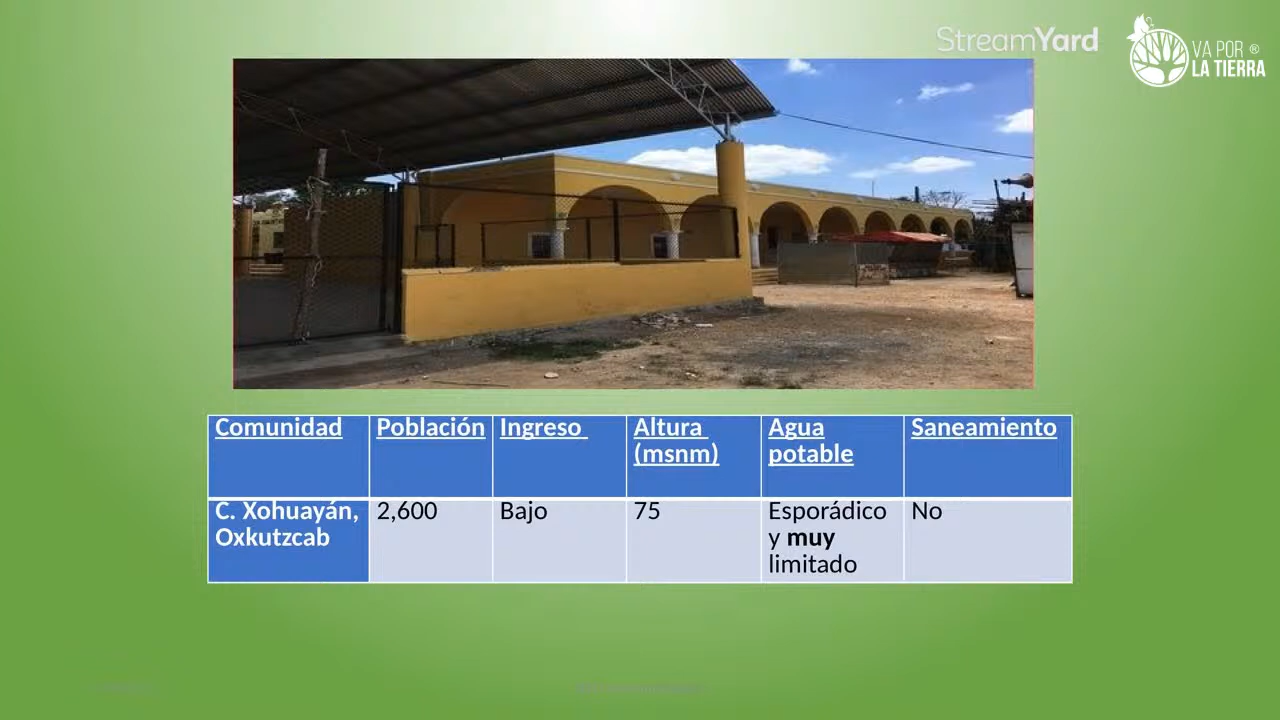 StreamYard
VA POR ®
LA TIERRA
Comunidad Población Ingreso Altura (msnm) Agua potable Saneamiento
C. Xohuayán, Oxkutzcab 2,600 Bajo 75 Esporádico y muy limitado No